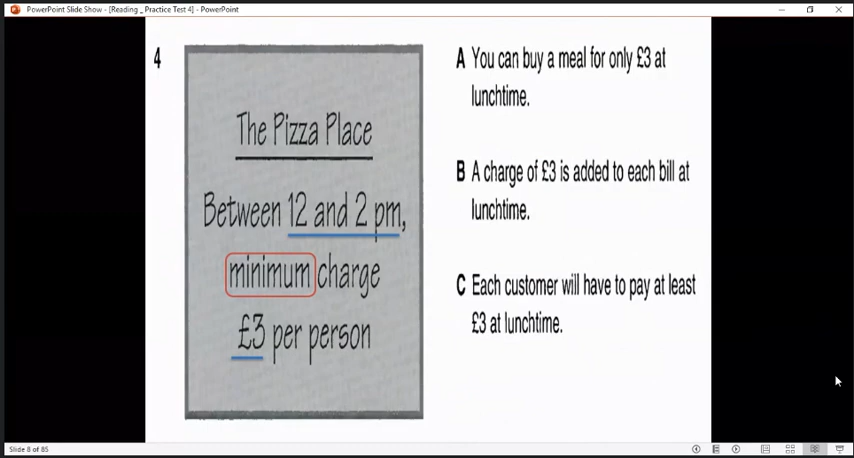 PowerPoint Slide Show - [Reading _ Practice Test 4] - PowerPoint
4
The Pizza Place
Between 12 and 2 pm,
minimum charge
£3 per person
A You can buy a meal for only £3 at
lunchtime.
B A charge of £3 is added to each bill at
lunchtime.
C Each customer will have to pay at least
£3 at lunchtime.
Slide 8 of 85